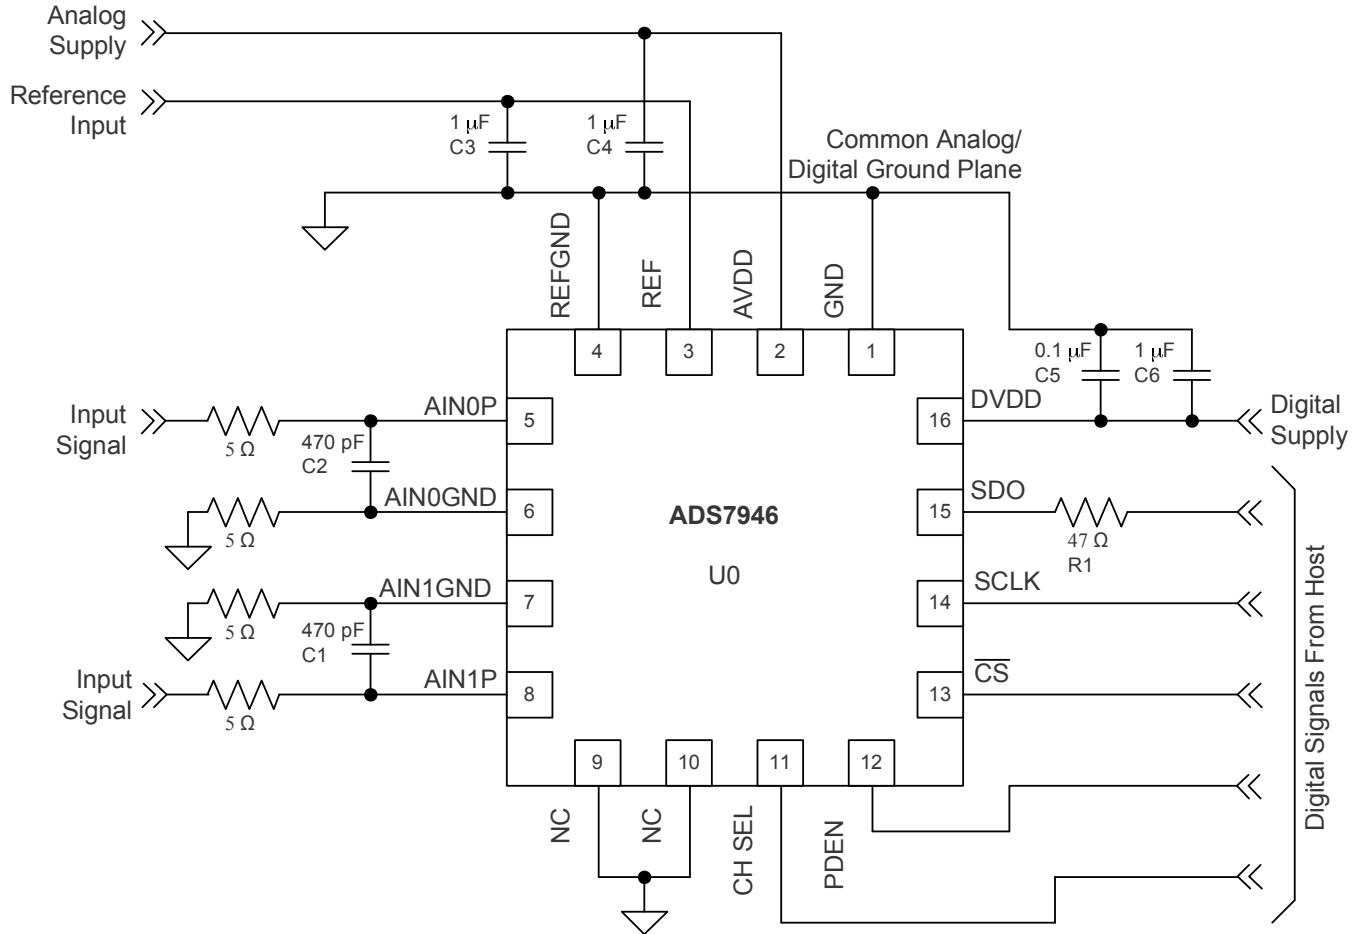 Analog
Supply
Reference
Input
1 μF
C3
1 μF
C4
Common Analog/
Digital Ground Plane
REFGND
REF
AVDD
GND
4
3
2
1
0.1 μF
C5
1 μF
C6
Input
Signal
5 Ω
AIN0P
5
470 pF
C2
AIN0GND
6
5 Ω
AIN1GND
7
5 Ω
470 pF
C1
Input
Signal
5 Ω
AIN1P
8
ADS7946
U0
DVDD
16
Digital
Supply
SDO
15
47 Ω
R1
SCLK
14
CS
13
9
10
11
12
NC
NC
CH SEL
PDEN
Digital Signals From Host